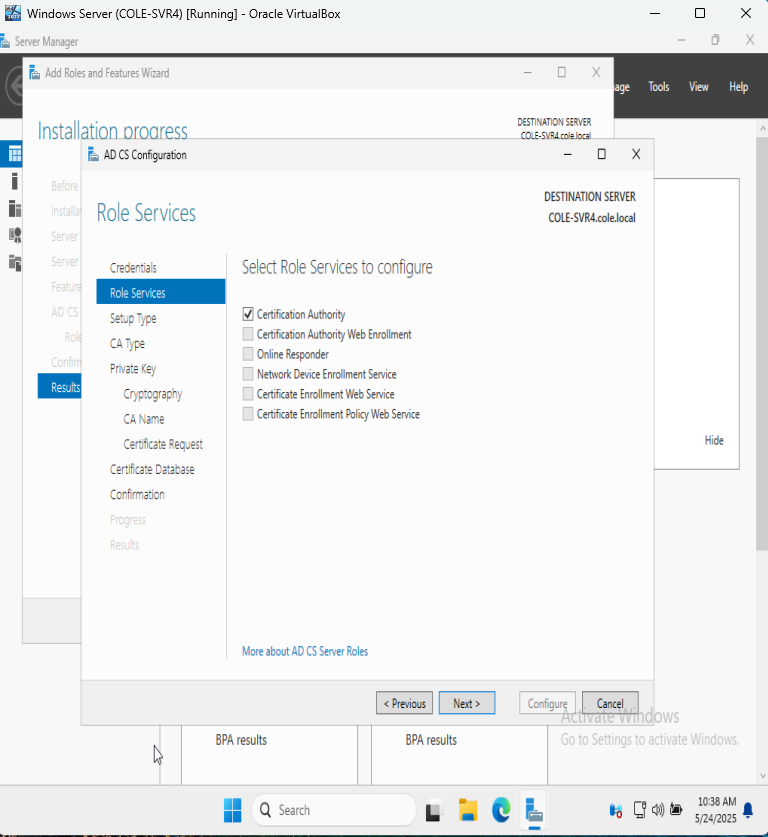 Windows Server (COLE-SVR4) [Running] - Oracle VirtualBox
Server Manager
Tools
View
Help
Add Roles and Features Wizard
Installation progress
DESTINATION SERVER
COLE-SVR4.cole.local
Before
Server
Server
AD CS
Results
AD CS Configuration
Role Services
DESTINATION SERVER
COLE-SVR4.cole.local
Credentials
Role Services
Setup Type
CA Type
Private Key
Cryptography
CA Name
Certificate Request
Certificate Database
Confirmation
Progress
Results
Select Role Services to configure
Certification Authority
Certification Authority Web Enrollment
Online Responder
Network Device Enrollment Service
Certificate Enrollment Web Service
Certificate Enrollment Policy Web Service
More about AD CS Server Roles
< Previous
Next >
Configure
Cancel
Hide
BPA results
BPA results
Activate Windows
Go to Settings to activate Windows.
Search
10:38 AM
5/24/2025